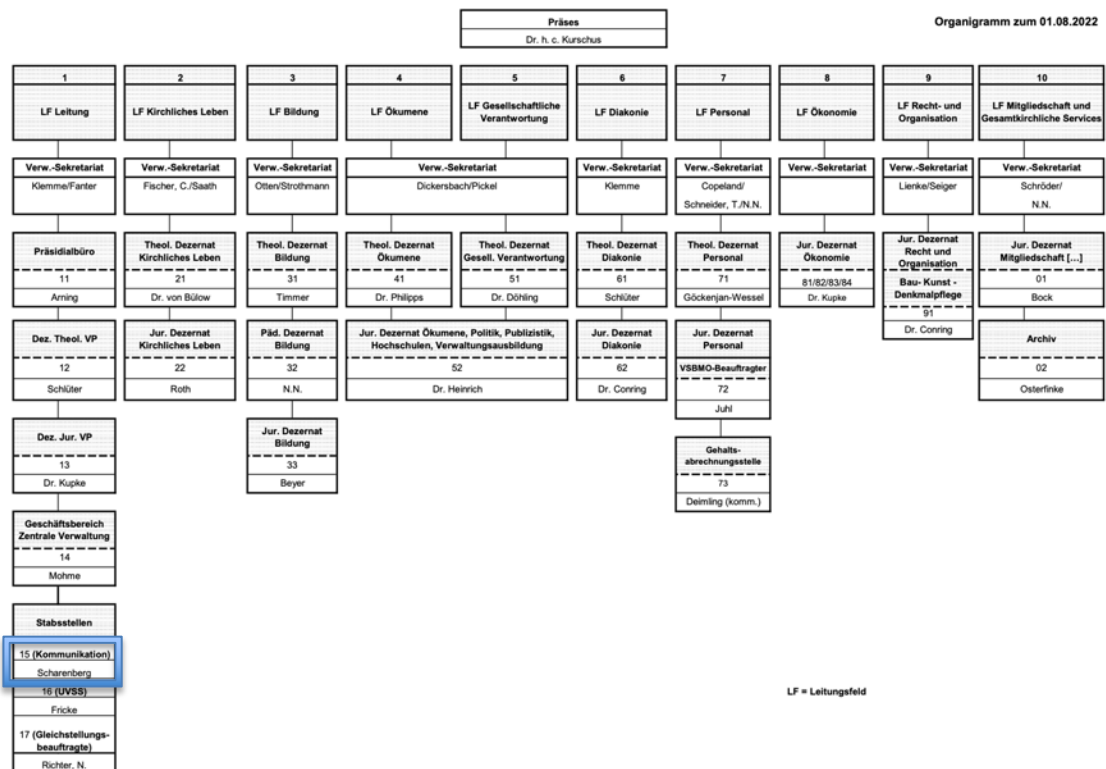 Präses
Dr. h. c. Kurschus
Organigramm zum 01.08.2022
1
LF Leitung
Verw.-Sekretariat
Klemme/Fanter
Präsidialbüro
11
Arning
Dez. Theol. VP
12
Schlüter
Dez. Jur. VP
13
Dr. Kupke
Geschäftsbereich
Zentrale Verwaltung
14
Mohme
Stabsstellen
15 (Kommunikation)
Scharenberg
16 (UVSS)
Fricke
17 (Gleichstellungs-
beauftragte)
Richter, N.
2
LF Kirchliches Leben
Verw.-Sekretariat
Fischer, C./Saath
Theol. Dezernat
Kirchliches Leben
21
Dr. von Bülow
Jur. Dezernat
Kirchliches Leben
22
Roth
3
LF Bildung
Verw.-Sekretariat
Otten/Strothmann
Theol. Dezernat
Bildung
31
Timmer
Päd. Dezernat
Bildung
32
N.N.
Jur. Dezernat
Bildung
33
Beyer
4
LF Ökumene
5
LF Gesellschaftliche
Verantwortung
Verw.-Sekretariat
Dickersbach/Pickel
Theol. Dezernat
Ökumene
41
Dr. Philipps
Theol. Dezernat
Gesell. Verantwortung
51
Dr. Döhling
Jur. Dezernat Ökumene, Politik, Publizistik,
Hochschulen, Verwaltungsausbildung
52
Dr. Heinrich
6
LF Diakonie
Verw.-Sekretariat
Klemme
Theol. Dezernat
Diakonie
61
Schlüter
Jur. Dezernat
Diakonie
62
Dr. Conring
7
LF Personal
Verw.-Sekretariat
Copeland/
Schneider, T./N.N.
Theol. Dezernat
Personal
71
Göckenjan-Wessel
Jur. Dezernat
Personal
VSBMO-Beauftragter
72
Juhl
Gehalts-
abrechnungsstelle
73
Deimling (komm.)
8
LF Ökonomie
Verw.-Sekretariat
Jur. Dezernat
Ökonomie
81/82/83/84
Dr. Kupke
9
LF Recht- und
Organisation
Verw.-Sekretariat
Lienke/Seiger
Jur. Dezernat
Recht und
Organisation
Bau- Kunst -
Denkmalpflege
91
Dr. Conring
10
LF Mitgliedschaft und
Gesamtkirchliche Services
Verw.-Sekretariat
Schröder/
N.N.
Jur. Dezernat
Mitgliedschaft [...]
01
Bock
Archiv
02
Osterfinke
LF = Leitungsfeld